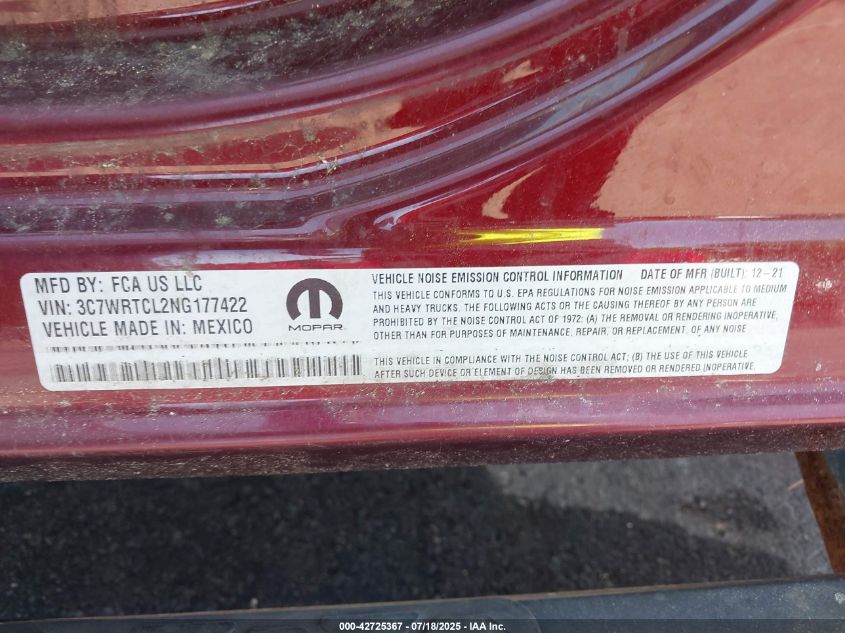 MFD BY: FCA US LLC
VIN: 3C7WRTCL2NG177422
VEHICLE MADE IN: MEXICO
MOPAR
VEHICLE NOISE EMISSION CONTROL INFORMATION DATE OF MFR (BUILT): 12-21
THIS VEHICLE CONFORMS TO U.S. EPA REGULATIONS FOR NOISE EMISSION APPLICABLE TO MEDIUM
AND HEAVY TRUCKS. THE FOLLOWING ACTS OR THE CAUSING THEREOF BY ANY PERSON ARE
PROHIBITED BY THE NOISE CONTROL ACT OF 1972: (A) THE REMOVAL OR RENDERING INOPERATIVE,
OTHER THAN FOR PURPOSES OF MAINTENANCE, REPAIR, OR REPLACEMENT, OF ANY NOISE
THIS VEHICLE IN COMPLIANCE WITH THE NOISE CONTROL ACT; (B) THE USE OF THIS VEHICLE
AFTER SUCH DEVICE OR ELEMENT OF DESIGN HAS BEEN REMOVED OR RENDERED INOPERATIVE.
000-42725367 - 07/18/2025 - IAA Inc.